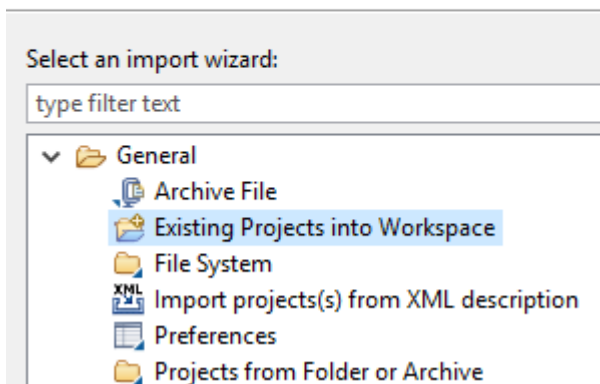 Select an import wizard:
type filter text
General
Archive File
Existing Projects into Workspace
File System
XML Import projects(s) from XML description
Preferences
Projects from Folder or Archive